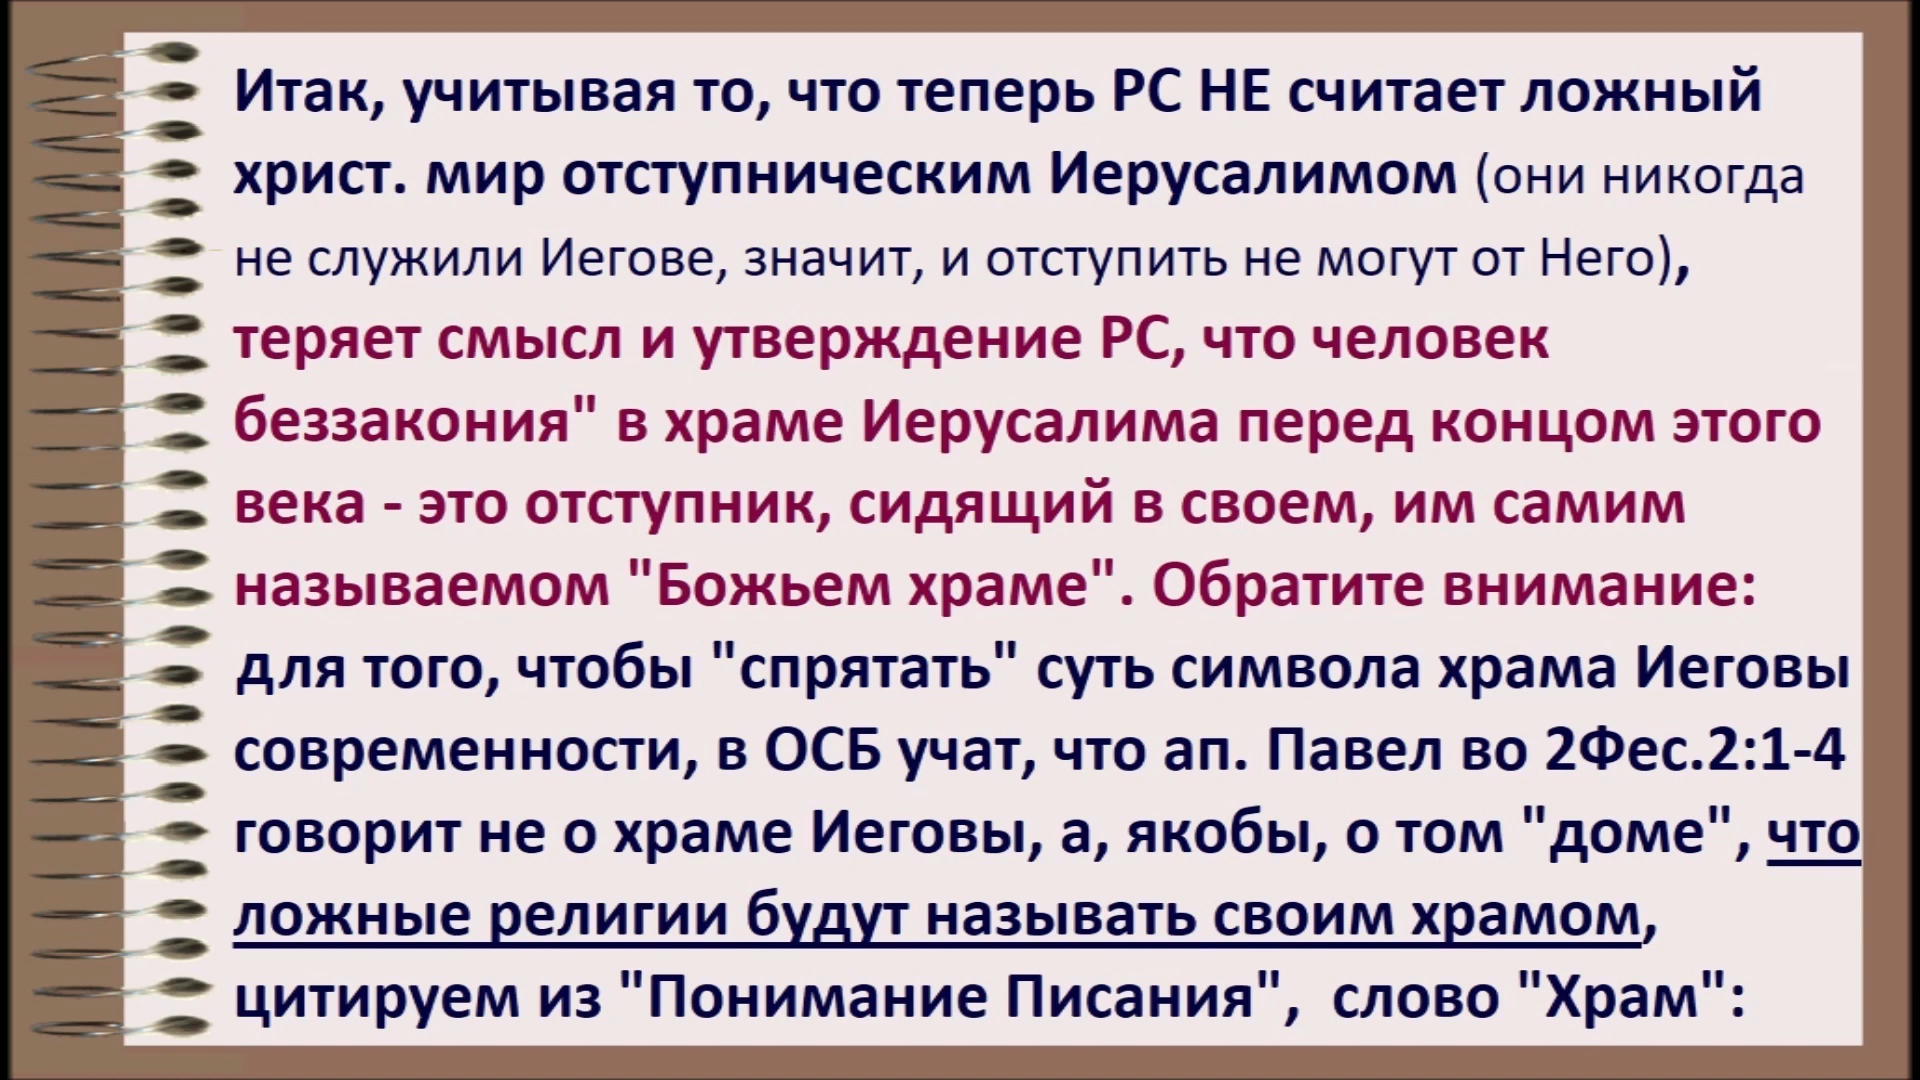 Итак, учитывая то, что теперь РС НЕ считает ложный
христ. мир отступническим Иерусалимом (они никогда
не служили Иегове, значит, и отступить не могут от Него),
теряет смысл и утверждение РС, что человек
беззакония" в храме Иерусалима перед концом этого
века - это отступник, сидящий в своем, им самим
называемом "Божьем храме". Обратите внимание:
для того, чтобы "спрятать" суть символа храма Иеговы
современности, в ОСБ учат, что ап. Павел во 2Фес.2:1-4
говорит не о храме Иеговы, а, якобы, о том "доме", что
ложные религии будут называть своим храмом,
цитируем из "Понимание Писания",  слово "Храм":